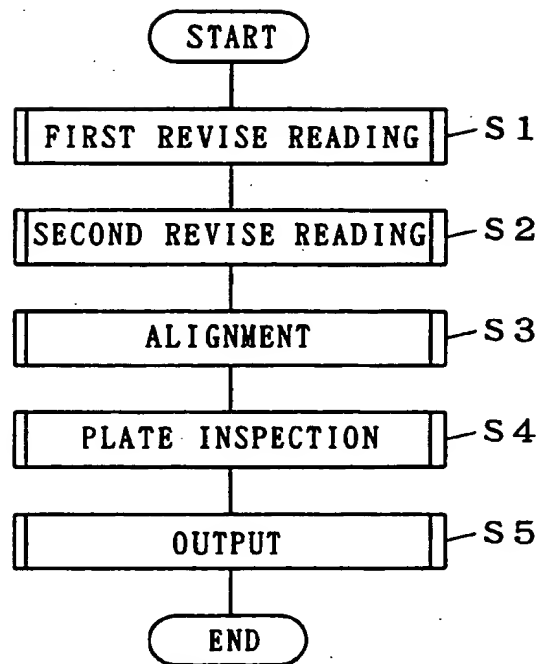 START
FIRST REVISE READING S1
SECOND REVISE READING S2
ALIGNMENT S3
PLATE INSPECTION S4
OUTPUT S5
END